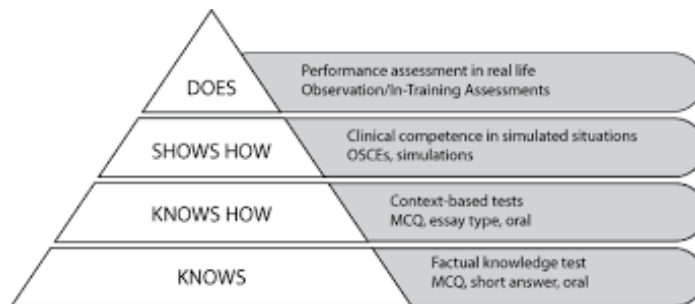 DOES
Performance assessment in real life
Observation/In-Training Assessments
SHOWS HOW
Clinical competence in simulated situations
OSCEs, simulations
KNOWS HOW
Context-based tests
MCQ, essay type, oral
KNOWS
Factual knowledge test
MCQ, short answer, oral